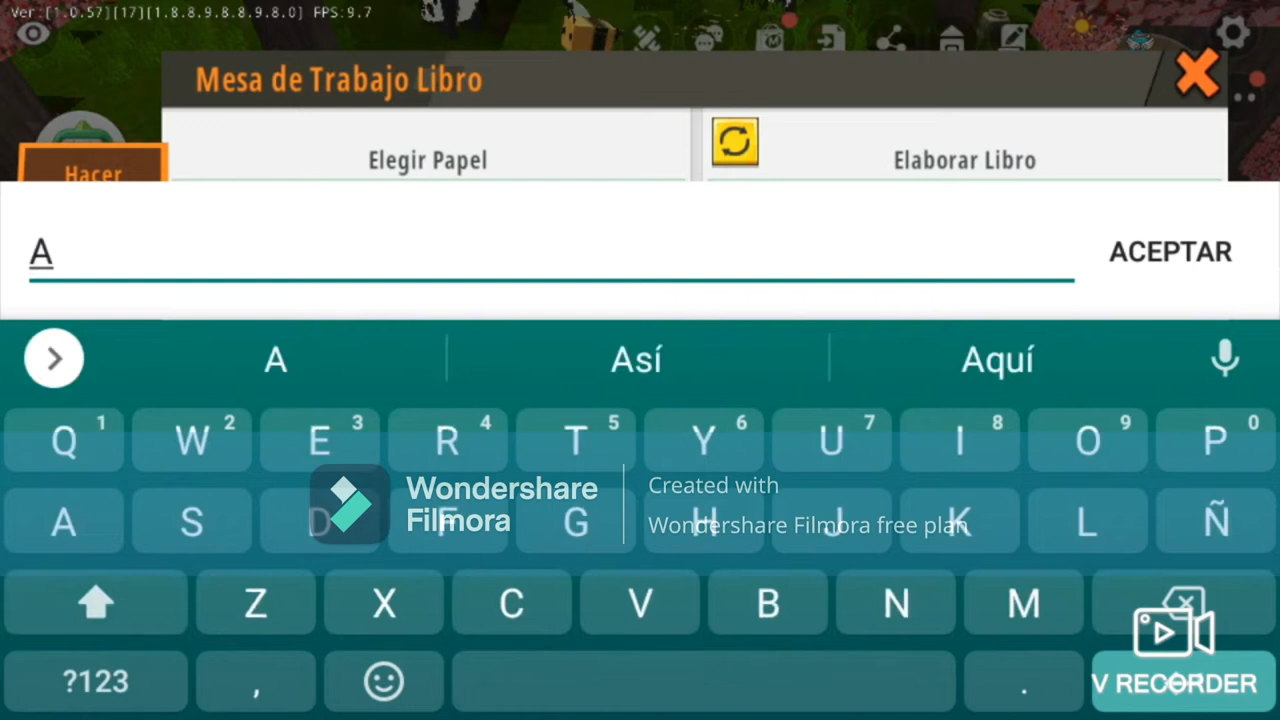 Ver:[1.0.57][17][1.8.8.9.8.8.9.8.0] FPS:9.7
Mesa de Trabajo Libro
Hacer
Elegir Papel
Elaborar Libro
A
ACEPTAR
A
Así
Aquí
Q 1 W 2 E 3 R 4 T 5 Y 6 U 7 I 8 O 9 P 0
A S D F G H J K L Ñ
Wondershare
Filmora
Created with
Wondershare Filmora free plan
Z X C V B N M
?123 , .
V RECORDER